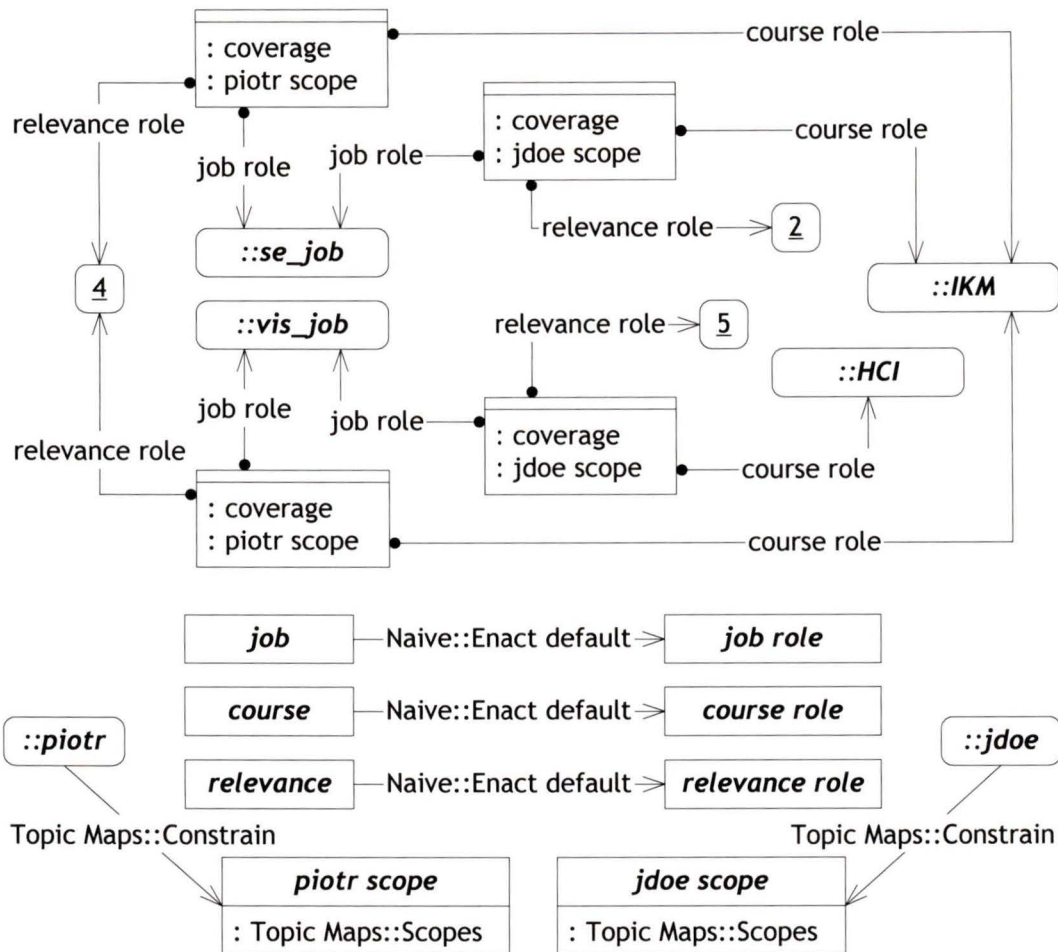 : coverage
: piotr scope
course role
relevance role
job role
: coverage
: jdoe scope
course role
job role
relevance role
2
::se_job
4
::IKM
::vis_job
relevance role
5
::HCI
job role
job role
: coverage
: jdoe scope
relevance role
course role
: coverage
: piotr scope
course role
job
Naive::Enact default
job role
course
Naive::Enact default
course role
::piotr
::jdoe
relevance
Naive::Enact default
relevance role
Topic Maps::Constrain
Topic Maps::Constrain
piotr scope
jdoe scope
: Topic Maps::Scopes
: Topic Maps::Scopes